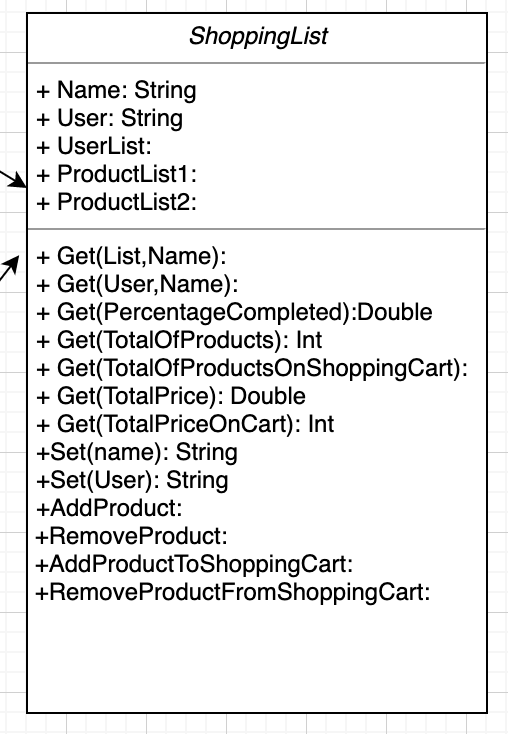 ShoppingList
+ Name: String
+ User: String
+ UserList:
+ ProductList1:
+ ProductList2:
+ Get(List,Name):
+ Get(User,Name):
+ Get(PercentageCompleted):Double
+ Get(TotalOfProducts): Int
+ Get(TotalOfProductsOnShoppingCart):
+ Get(TotalPrice): Double
+ Get(TotalPriceOnCart): Int
+Set(name): String
+Set(User): String
+AddProduct:
+RemoveProduct:
+AddProductToShoppingCart:
+RemoveProductFromShoppingCart: